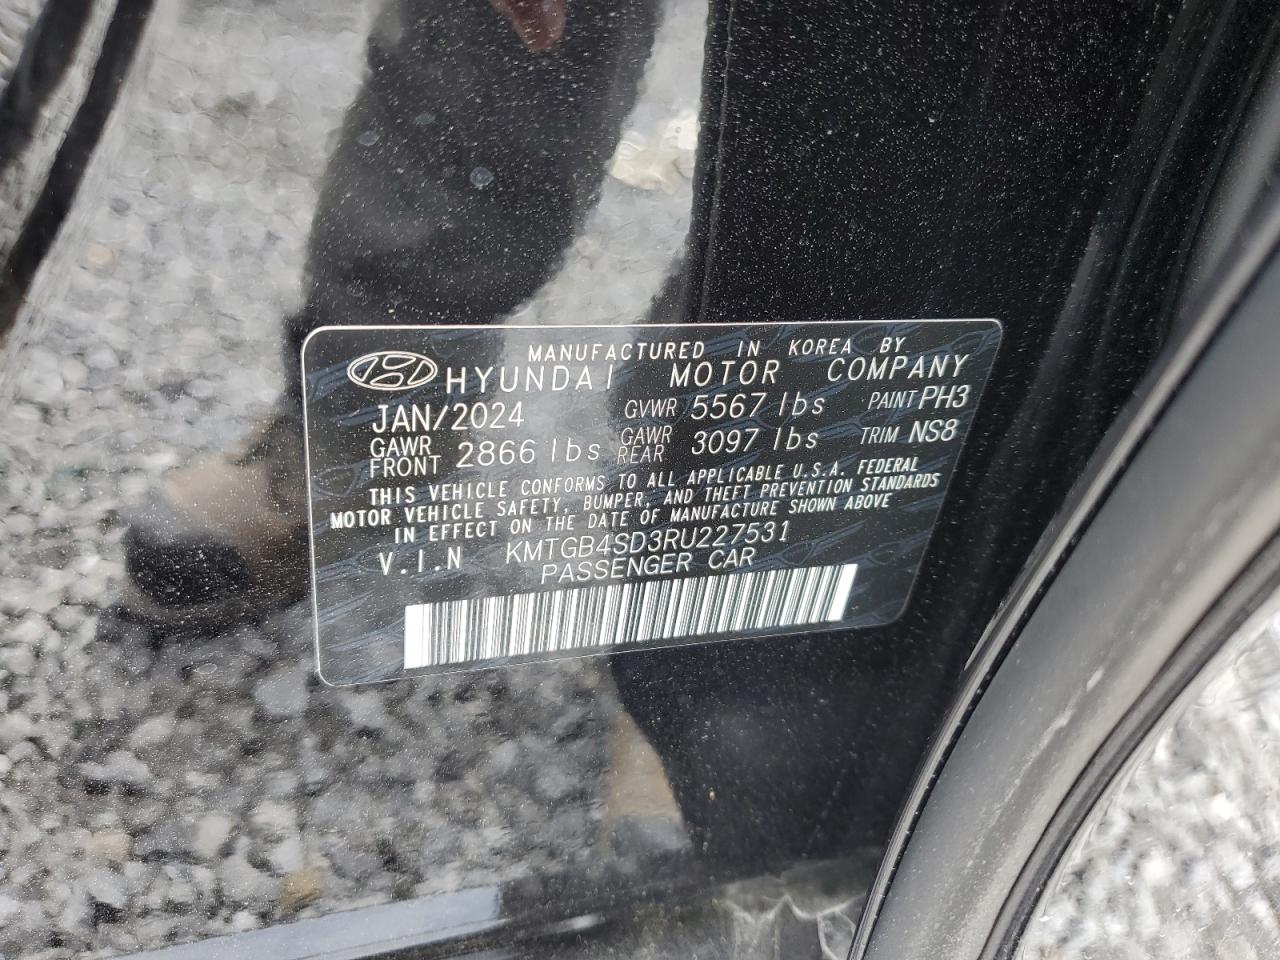 MANUFACTURED IN KOREA BY
HYUNDAI MOTOR COMPANY
JAN/2024 GVWR 5567 lbs PAINT PH3
GAWR FRONT 2866 lbs GAWR REAR 3097 lbs TRIM NS8
THIS VEHICLE CONFORMS TO ALL APPLICABLE U.S.A. FEDERAL
MOTOR VEHICLE SAFETY, BUMPER, AND THEFT PREVENTION STANDARDS
IN EFFECT ON THE DATE OF MANUFACTURE SHOWN ABOVE
V.I.N KMTGB4SD3RU227531
PASSENGER CAR